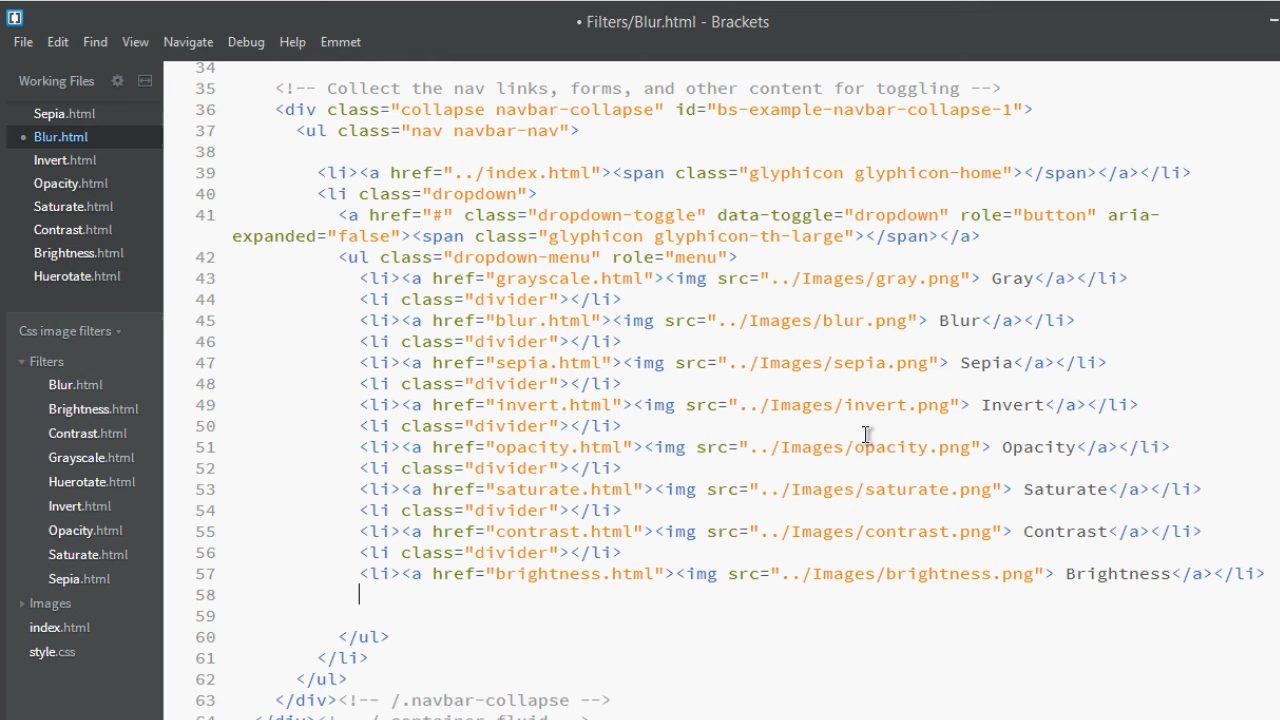 • Filters/Blur.html - Brackets
File Edit Find View Navigate Debug Help Emmet
Working Files
Sepia.html
• Blur.html
Invert.html
Opacity.html
Saturate.html
Contrast.html
Brightness.html
Huerotate.html
Css image filters
Filters
Blur.html
Brightness.html
Contrast.html
Grayscale.html
Huerotate.html
Invert.html
Opacity.html
Saturate.html
Sepia.html
Images
index.html
style.css
34
35 <!-- Collect the nav links, forms, and other content for toggling -->
36 <div class="collapse navbar-collapse" id="bs-example-navbar-collapse-1">
37 <ul class="nav navbar-nav">
38
39 <li><a href="../index.html"><span class="glyphicon glyphicon-home"></span></a></li>
40 <li class="dropdown">
41 <a href="#" class="dropdown-toggle" data-toggle="dropdown" role="button" aria-
expanded="false"><span class="glyphicon glyphicon-th-large"></span></a>
42 <ul class="dropdown-menu" role="menu">
43 <li><a href="grayscale.html"><img src="../Images/gray.png"> Gray</a></li>
44 <li class="divider"></li>
45 <li><a href="blur.html"><img src="../Images/blur.png"> Blur</a></li>
46 <li class="divider"></li>
47 <li><a href="sepia.html"><img src="../Images/sepia.png"> Sepia</a></li>
48 <li class="divider"></li>
49 <li><a href="invert.html"><img src="../Images/invert.png"> Invert</a></li>
50 <li class="divider"></li>
51 <li><a href="opacity.html"><img src="../Images/opacity.png"> Opacity</a></li>
52 <li class="divider"></li>
53 <li><a href="saturate.html"><img src="../Images/saturate.png"> Saturate</a></li>
54 <li class="divider"></li>
55 <li><a href="contrast.html"><img src="../Images/contrast.png"> Contrast</a></li>
56 <li class="divider"></li>
57 <li><a href="brightness.html"><img src="../Images/brightness.png"> Brightness</a></li>
58
59
60 </ul>
61 </li>
62 </ul>
63 </div><!-- /.navbar-collapse -->